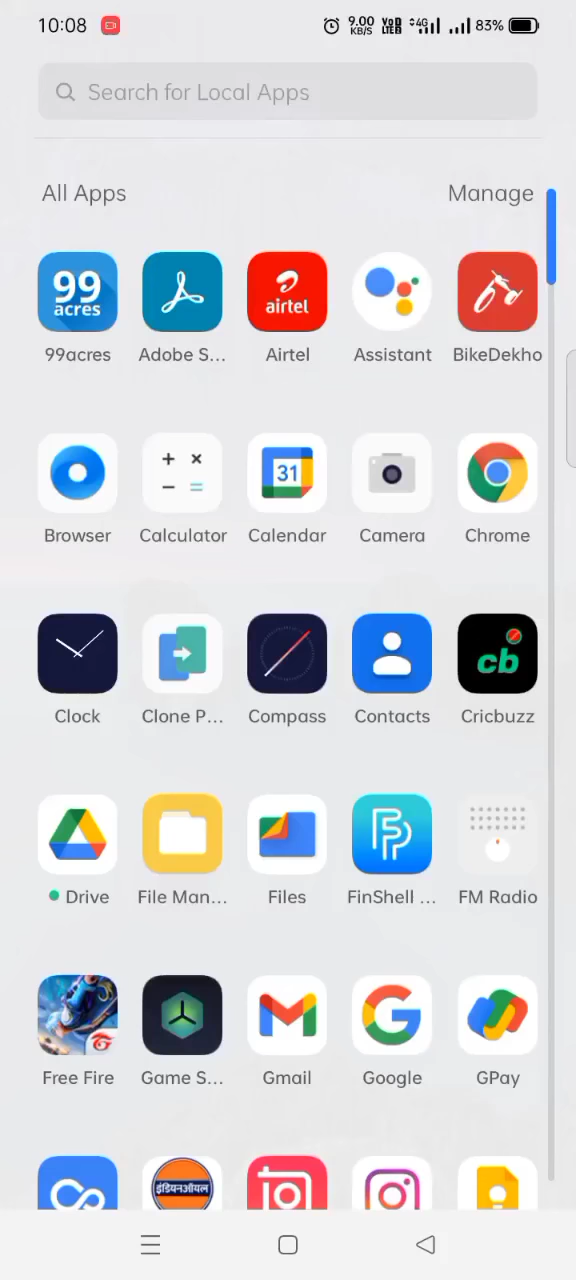 10:08 9.00 KB/S VoD LTE2 4G 83%
Search for Local Apps
All Apps Manage
99 acres airtel
99acres Adobe S... Airtel Assistant BikeDekho
31
Browser Calculator Calendar Camera Chrome
cb
Clock Clone P... Compass Contacts Cricbuzz
Drive File Man... Files FinShell ... FM Radio
Free Fire Game S... Gmail Google GPay
इंडियनऑयल